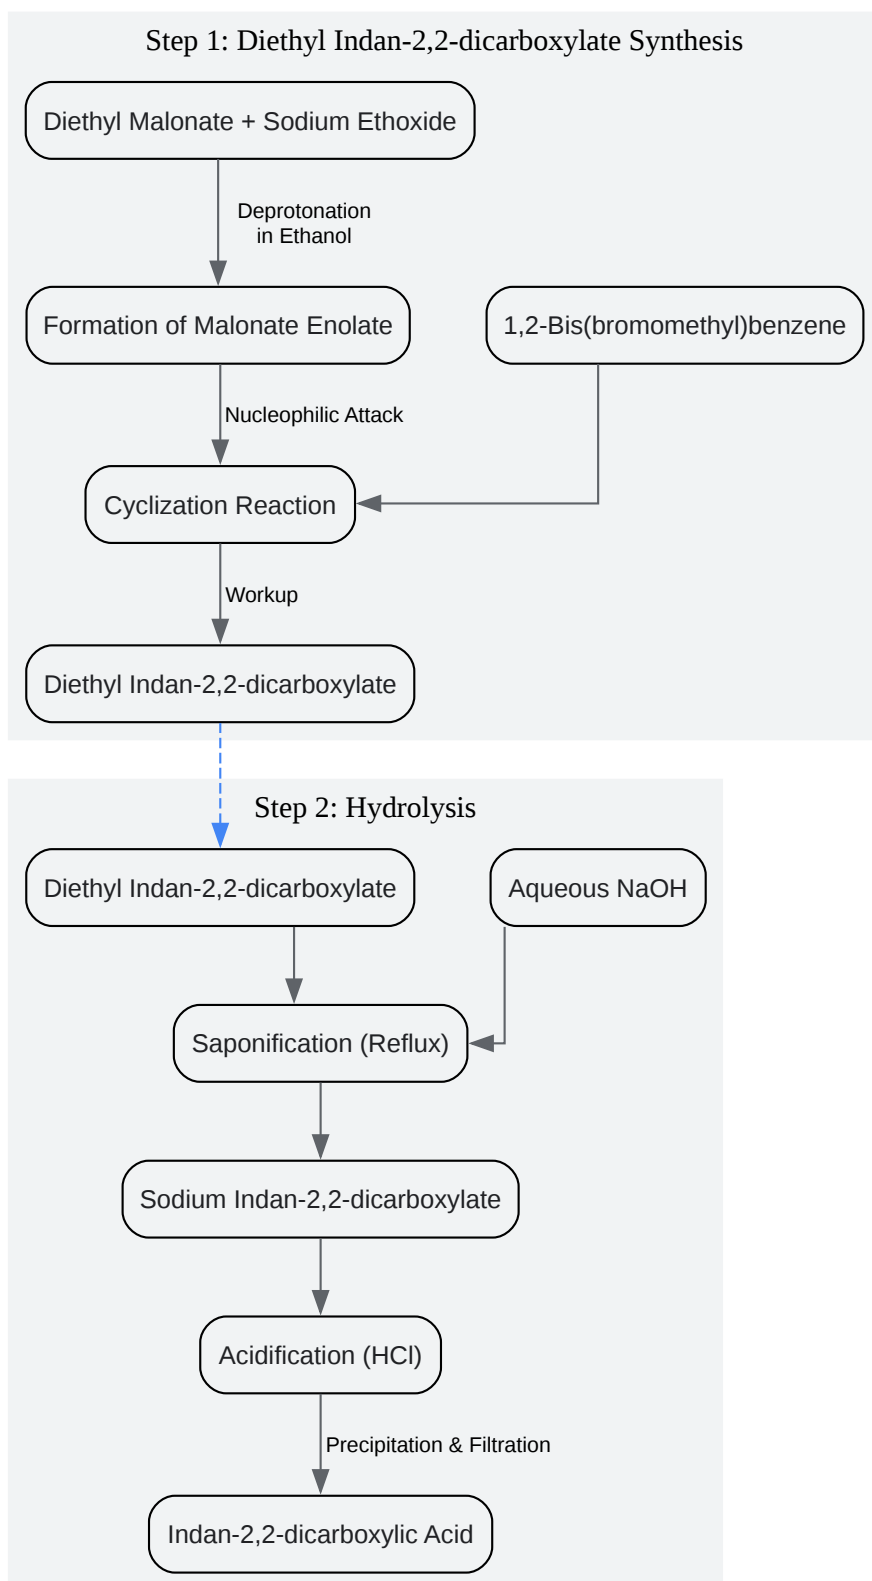 Step 1: Diethyl Indan-2,2-dicarboxylate Synthesis
Diethyl Malonate + Sodium Ethoxide
Deprotonation
in Ethanol
Formation of Malonate Enolate
1,2-Bis(bromomethyl)benzene
Nucleophilic Attack
Cyclization Reaction
Workup
Diethyl Indan-2,2-dicarboxylate
Step 2: Hydrolysis
Diethyl Indan-2,2-dicarboxylate
Aqueous NaOH
Saponification (Reflux)
Sodium Indan-2,2-dicarboxylate
Acidification (HCl)
Precipitation & Filtration
Indan-2,2-dicarboxylic Acid